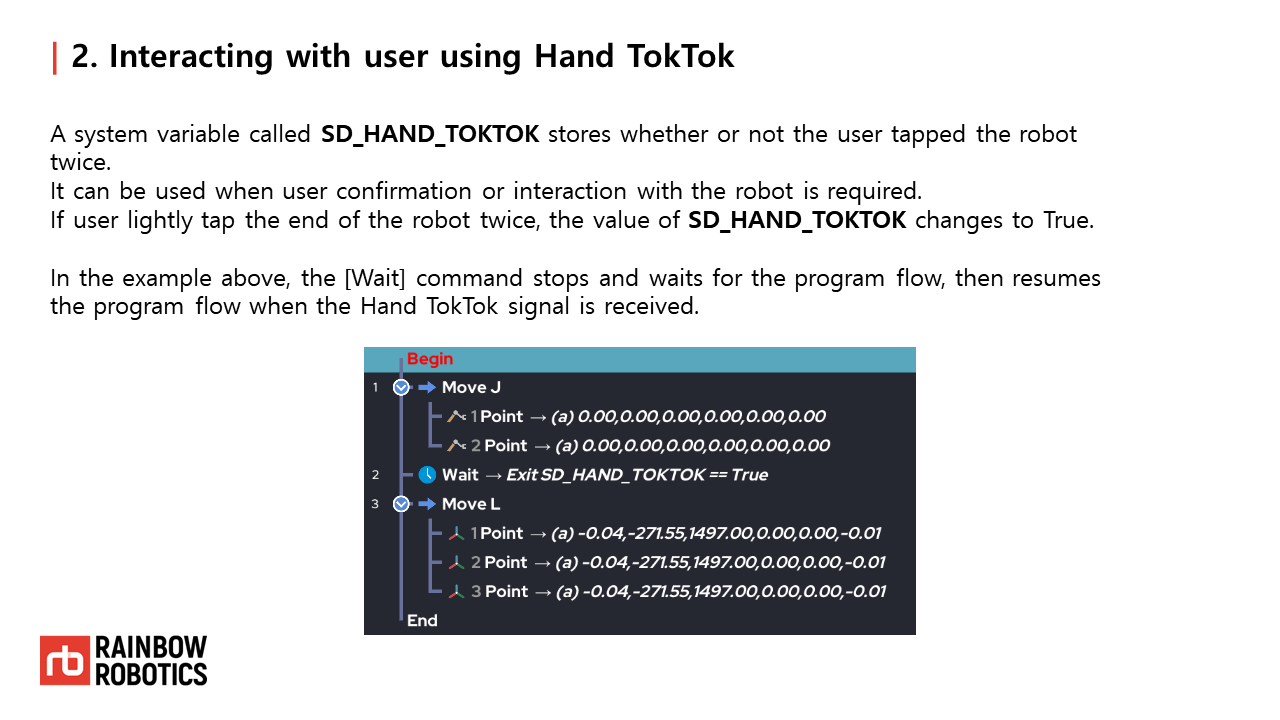 2. Interacting with user using Hand TokTok
A system variable called SD_HAND_TOKTOK stores whether or not the user tapped the robot
twice.
It can be used when user confirmation or interaction with the robot is required.
If user lightly tap the end of the robot twice, the value of SD_HAND_TOKTOK changes to True.
In the example above, the [Wait] command stops and waits for the program flow, then resumes
the program flow when the Hand TokTok signal is received.
Begin
1 Move J
1 Point → (a) 0.00,0.00,0.00,0.00,0.00,0.00
2 Point → (a) 0.00,0.00,0.00,0.00,0.00,0.00
2 Wait → Exit SD_HAND_TOKTOK == True
3 Move L
1 Point → (a) -0.04,-271.55,1497.00,0.00,0.00,-0.01
2 Point → (a) -0.04,-271.55,1497.00,0.00,0.00,-0.01
3 Point → (a) -0.04,-271.55,1497.00,0.00,0.00,-0.01
End
rb RAINBOW
ROBOTICS